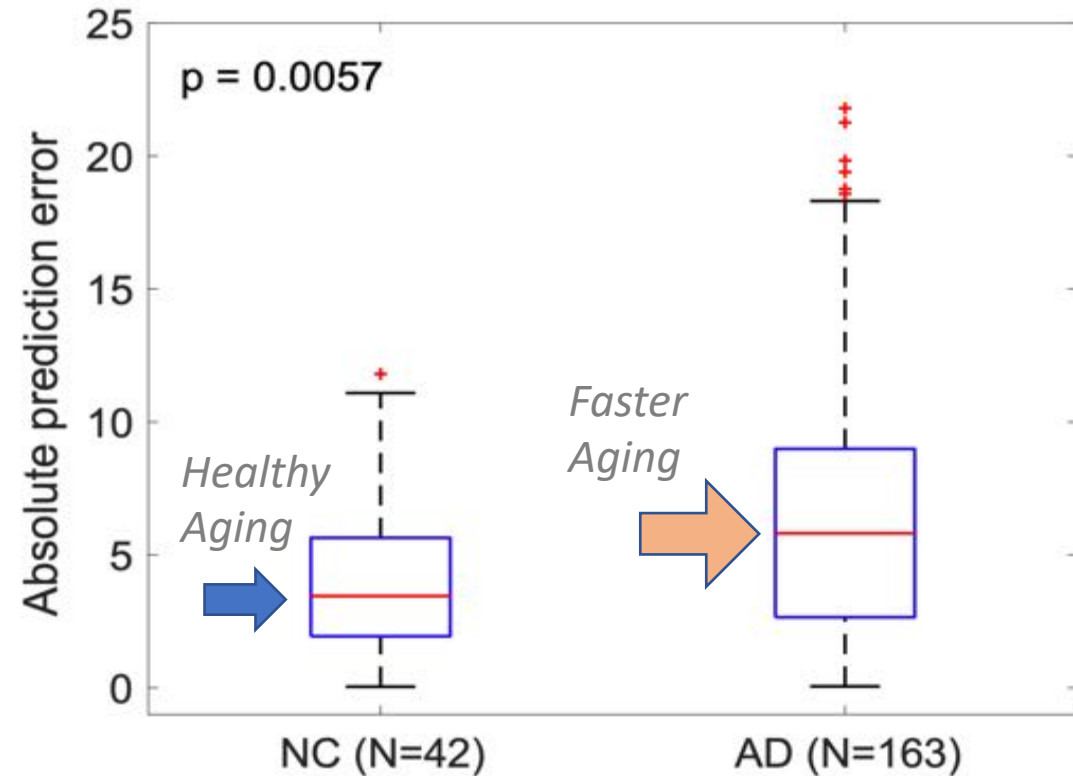 25
p = 0.0057
20
15
10
5
0
Absolute prediction error
Healthy
Aging
Faster
Aging
NC (N=42)
AD (N=163)